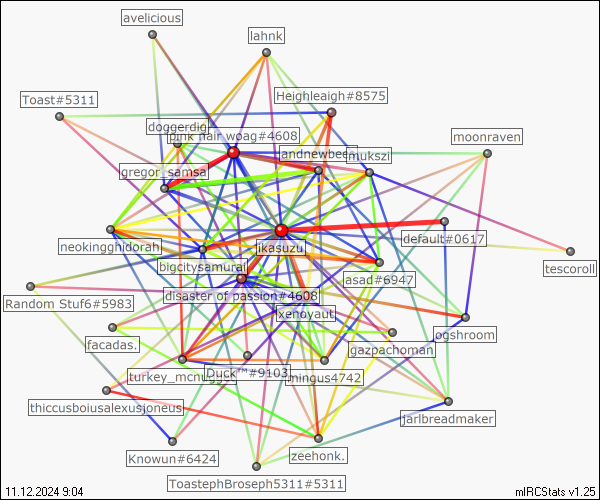 avelicious
lahnk
Heighleaigh#8575
Toast#5311
doggerdig
pink hair woag#4608
moonraven
andnewbee
mukszi
gregor_samsa
default#0617
neokingghidorah
ikasuzu
bigcitysamurai
tescoroll
asad#6947
disaster of passion#4608
Random Stuf6#5983
xenoyaut
ogshroom
facadas.
gazpachoman
turkey_mcnugg
Duck™#9103
mingus4742
thiccusboiusalexusjoneus
jarlbreadmaker
Knowun#6424
zeehonk.
ToastephBroseph5311#5311
11.12.2024 9:04
mIRCStats v1.25